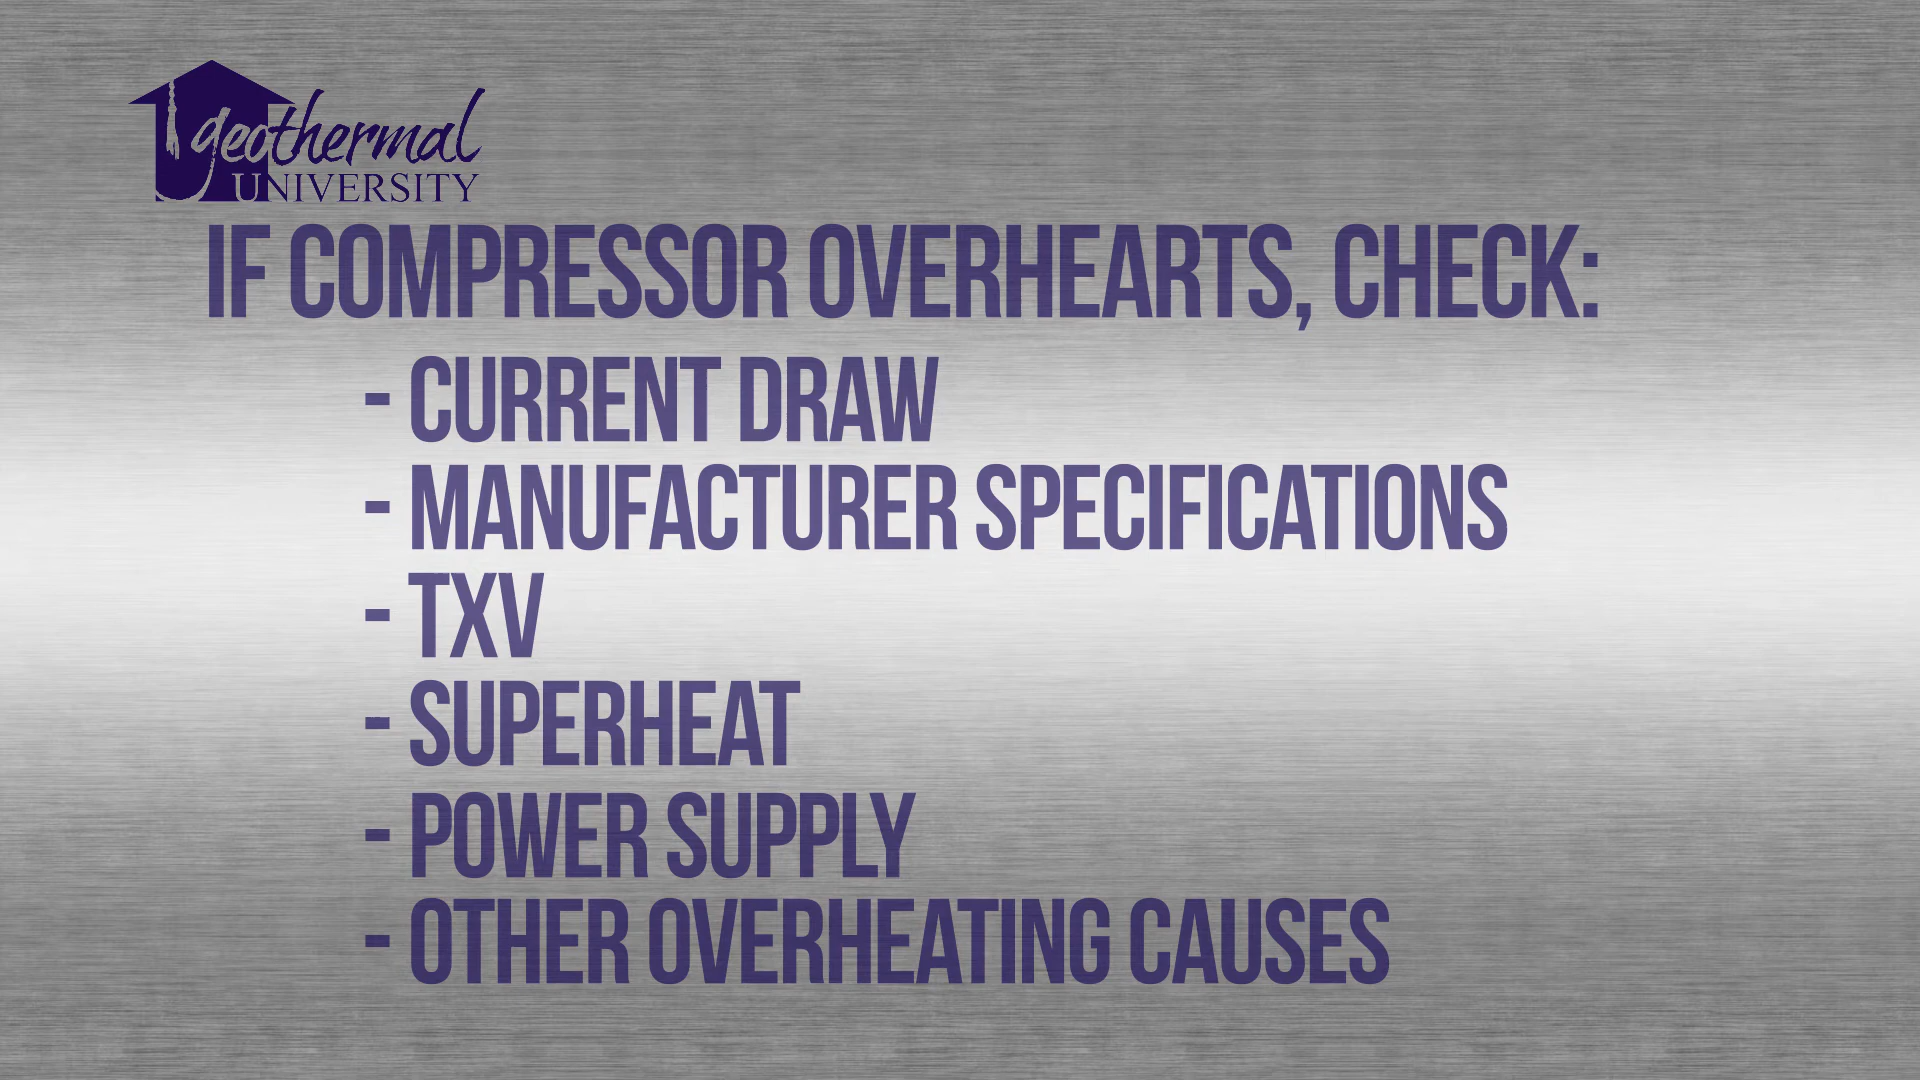 geothermal
UNIVERSITY
IF COMPRESSOR OVERHEARTS, CHECK:
- CURRENT DRAW
- MANUFACTURER SPECIFICATIONS
- TXV
- SUPERHEAT
- POWER SUPPLY
- OTHER OVERHEATING CAUSES